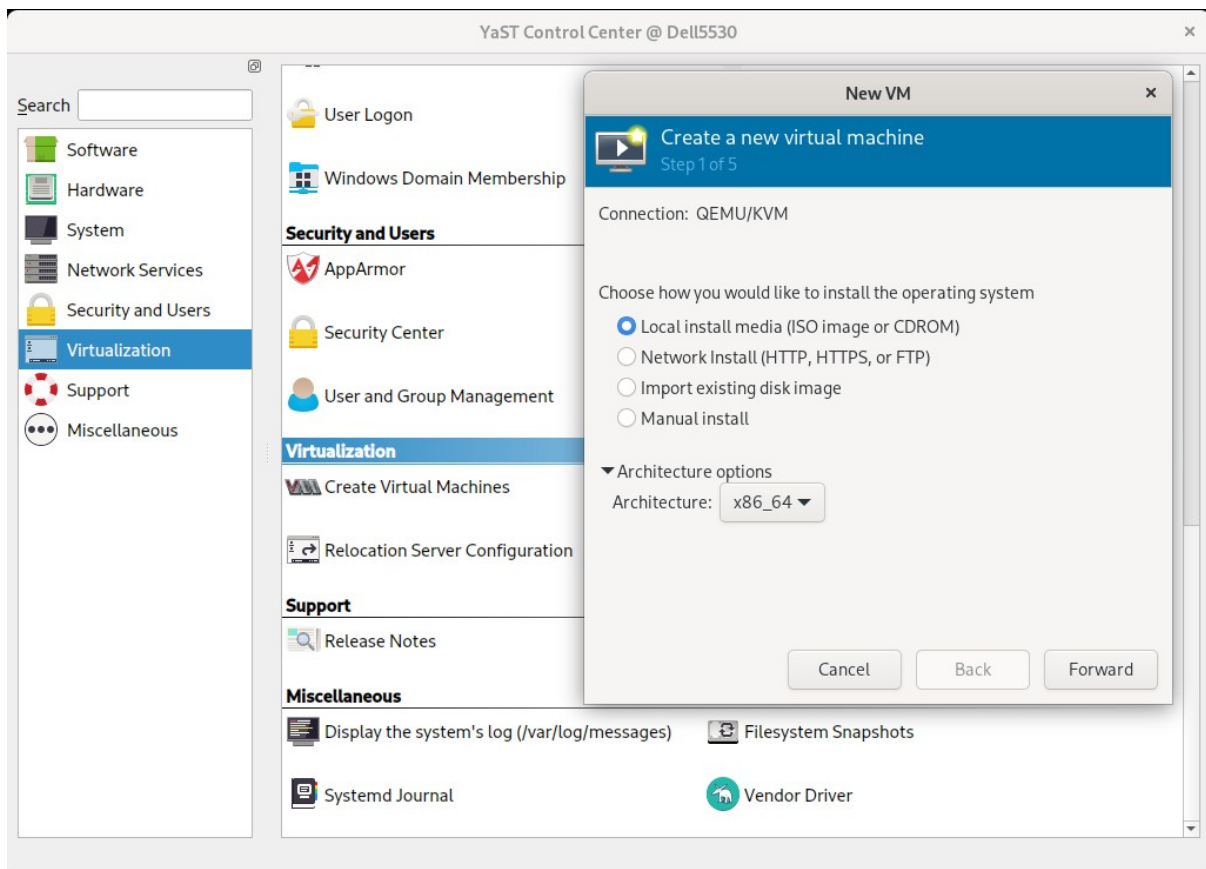 YaST Control Center @ Dell5530
Search
Software
Hardware
System
Network Services
Security and Users
Virtualization
Support
Miscellaneous
User Logon
Windows Domain Membership
Security and Users
AppArmor
Security Center
User and Group Management
Virtualization
Create Virtual Machines
Relocation Server Configuration
Support
Release Notes
Miscellaneous
Display the system's log (/var/log/messages)
Filesystem Snapshots
Systemd Journal
Vendor Driver
New VM
Create a new virtual machine
Step 1 of 5
Connection: QEMU/KVM
Choose how you would like to install the operating system
Local install media (ISO image or CDROM)
Network Install (HTTP, HTTPS, or FTP)
Import existing disk image
Manual install
Architecture options
Architecture: x86_64
Cancel
Back
Forward